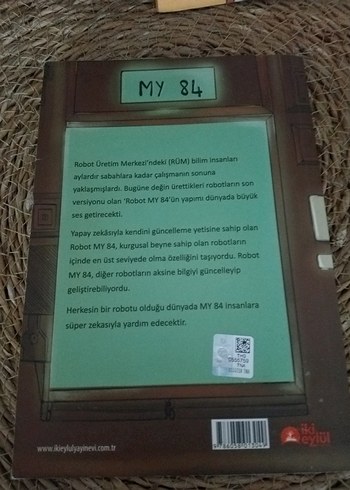 MY 84
Robot Üretim Merkezi'ndeki (RÜM) bilim insanları
aylardır sabahlara kadar çalışmanın sonuna
yaklaşmışlardı. Bugüne değin ürettikleri robotların son
versiyonu olan 'Robot MY 84'ün yapımı dünyada büyük
ses getirecekti.
Yapay zekâsıyla kendini güncelleme yetisine sahip olan
Robot MY 84, kurgusal beyne sahip olan robotların
içinde en üst seviyede olma özelliğini taşıyordu. Robot
MY 84, diğer robotların aksine bilgiyi güncelleyip
geliştirebiliyordu.
Herkesin bir robotu olduğu dünyada MY 84 insanlara
süper zekasıyla yardım edecektir.
www.ikieylulyayinevi.com.tr
iki
eylül